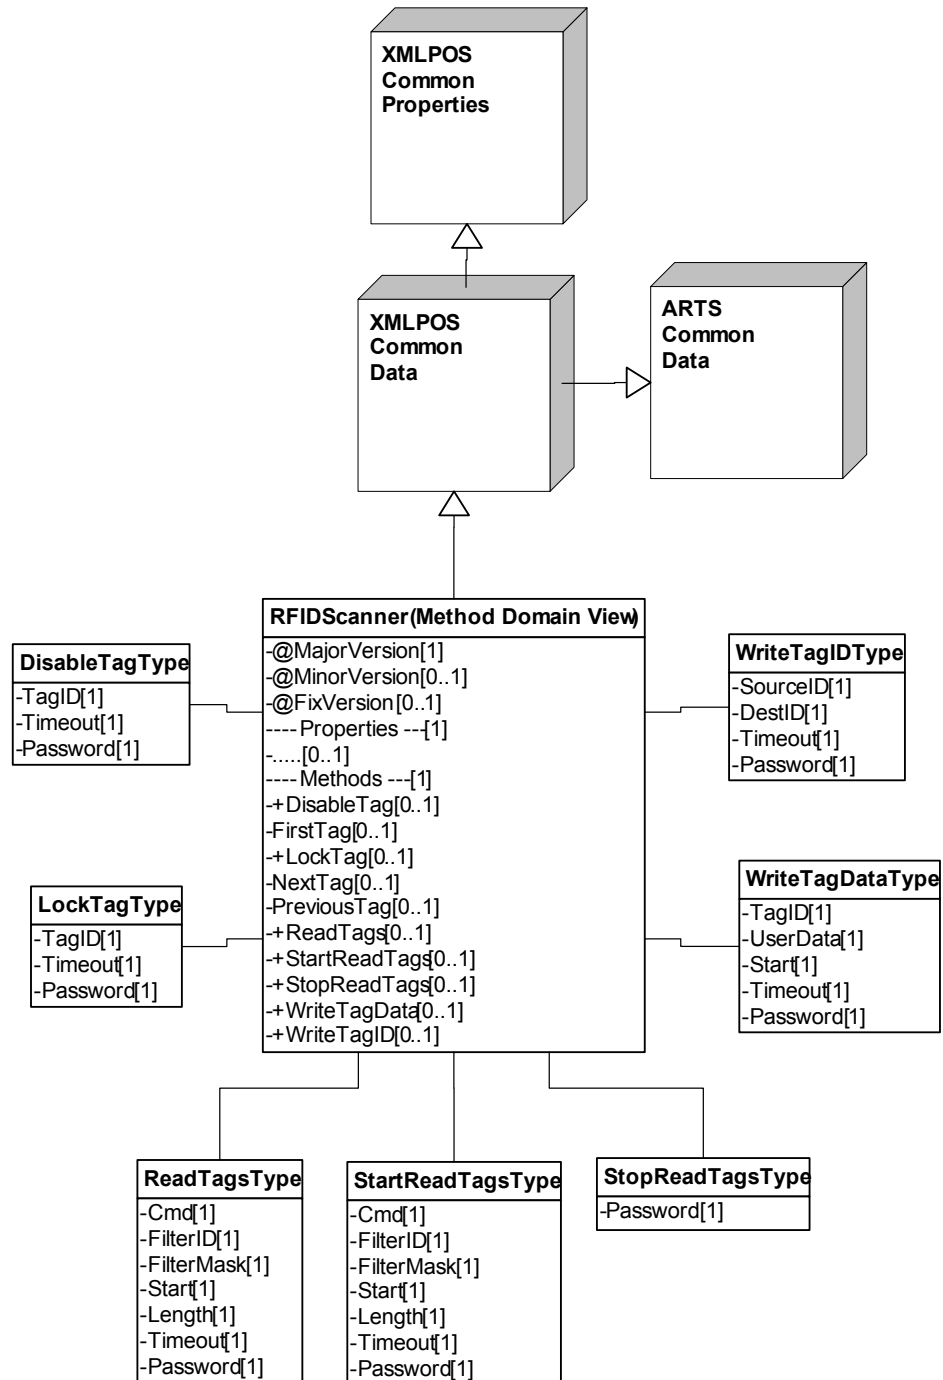 XMLPOS
Common
Properties
XMLPOS
Common
Data
ARTS
Common
Data
RFIDScanner(Method Domain View)
-@MajorVersion[1]
-@MinorVersion[0..1]
-@FixVersion[0..1]
---- Properties ---[1]
-.....[0..1]
---- Methods ---[1]
-+DisableTag[0..1]
-FirstTag[0..1]
-+LockTag[0..1]
-NextTag[0..1]
-PreviousTag[0..1]
-+ReadTags[0..1]
-+StartReadTags[0..1]
-+StopReadTags[0..1]
-+WriteTagData[0..1]
-+WriteTagID[0..1]
DisableTagType
-TagID[1]
-Timeout[1]
-Password[1]
WriteTagIDType
-SourceID[1]
-DestID[1]
-Timeout[1]
-Password[1]
LockTagType
-TagID[1]
-Timeout[1]
-Password[1]
WriteTagDataType
-TagID[1]
-UserData[1]
-Start[1]
-Timeout[1]
-Password[1]
ReadTagsType
-Cmd[1]
-FilterID[1]
-FilterMask[1]
-Start[1]
-Length[1]
-Timeout[1]
-Password[1]
StartReadTagsType
-Cmd[1]
-FilterID[1]
-FilterMask[1]
-Start[1]
-Length[1]
-Timeout[1]
-Password[1]
StopReadTagsType
-Password[1]